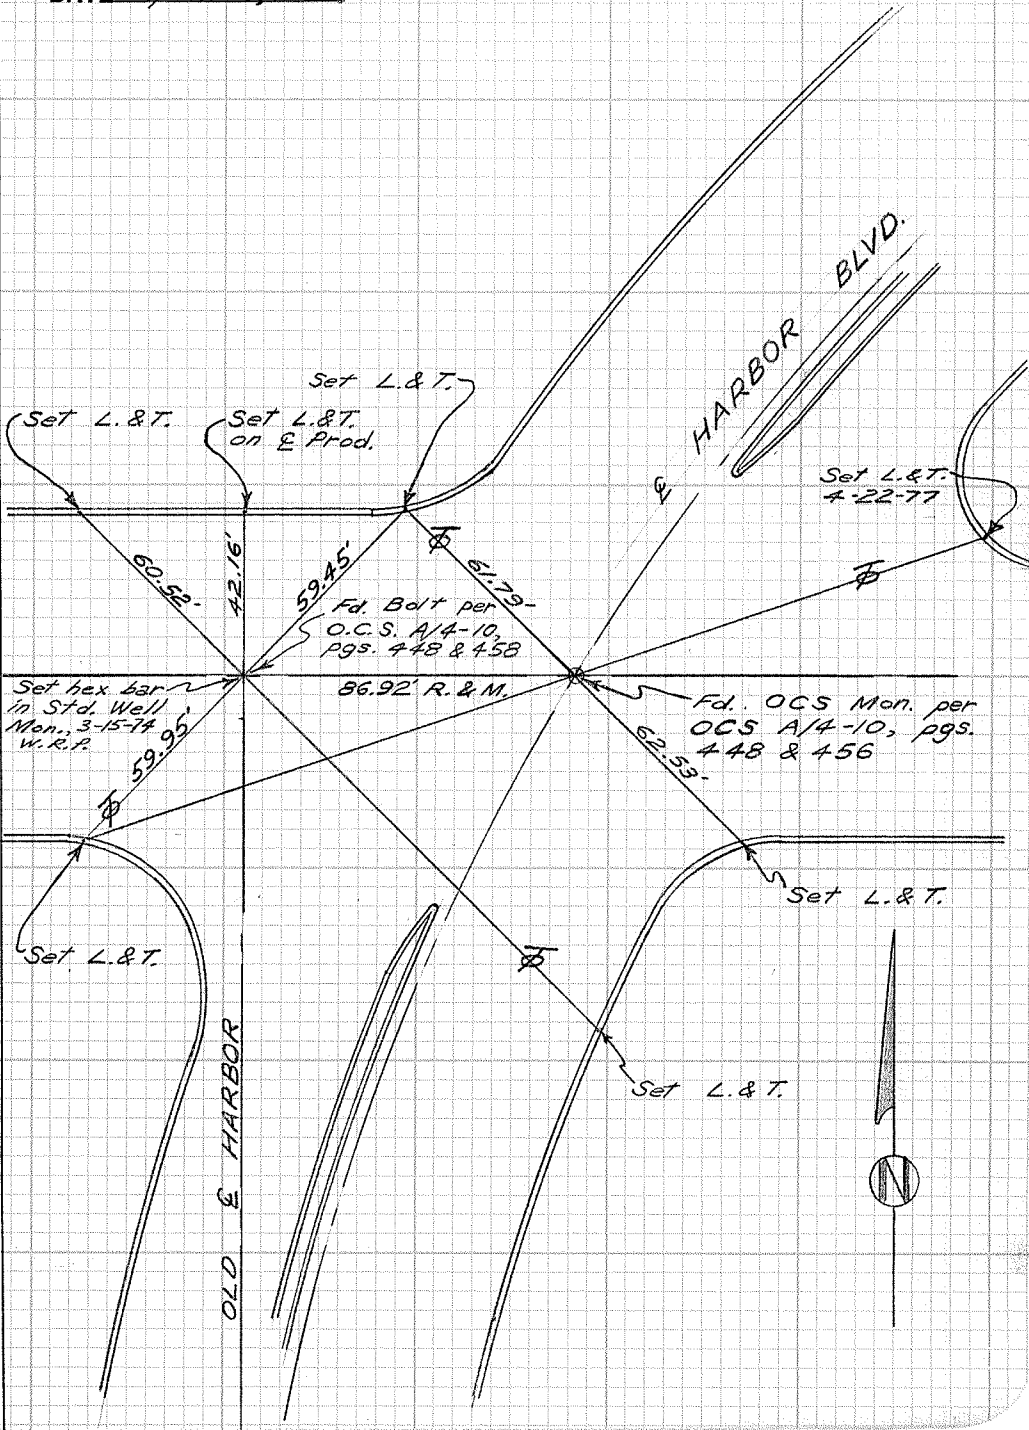 HARBOR BLVD.
℄
Set L. & T.
Set L. & T.
Set L. & T.
on ℄ Prod.
Set L. & T.
4-22-77
60.52'
42.16'
59.45'
61.79'
Fd. Bolt per
O.C.S. A/4-10,
pgs. 448 & 458
86.92' R. & M.
Set hex bar
in Std. Well
Mon., 3-15-74
W.R.P.
59.95'
Fd. OCS Mon. per
OCS A/4-10, pgs.
448 & 456
62.53'
Set L. & T.
Set L. & T.
Set L. & T.
OLD ℄ HARBOR
N